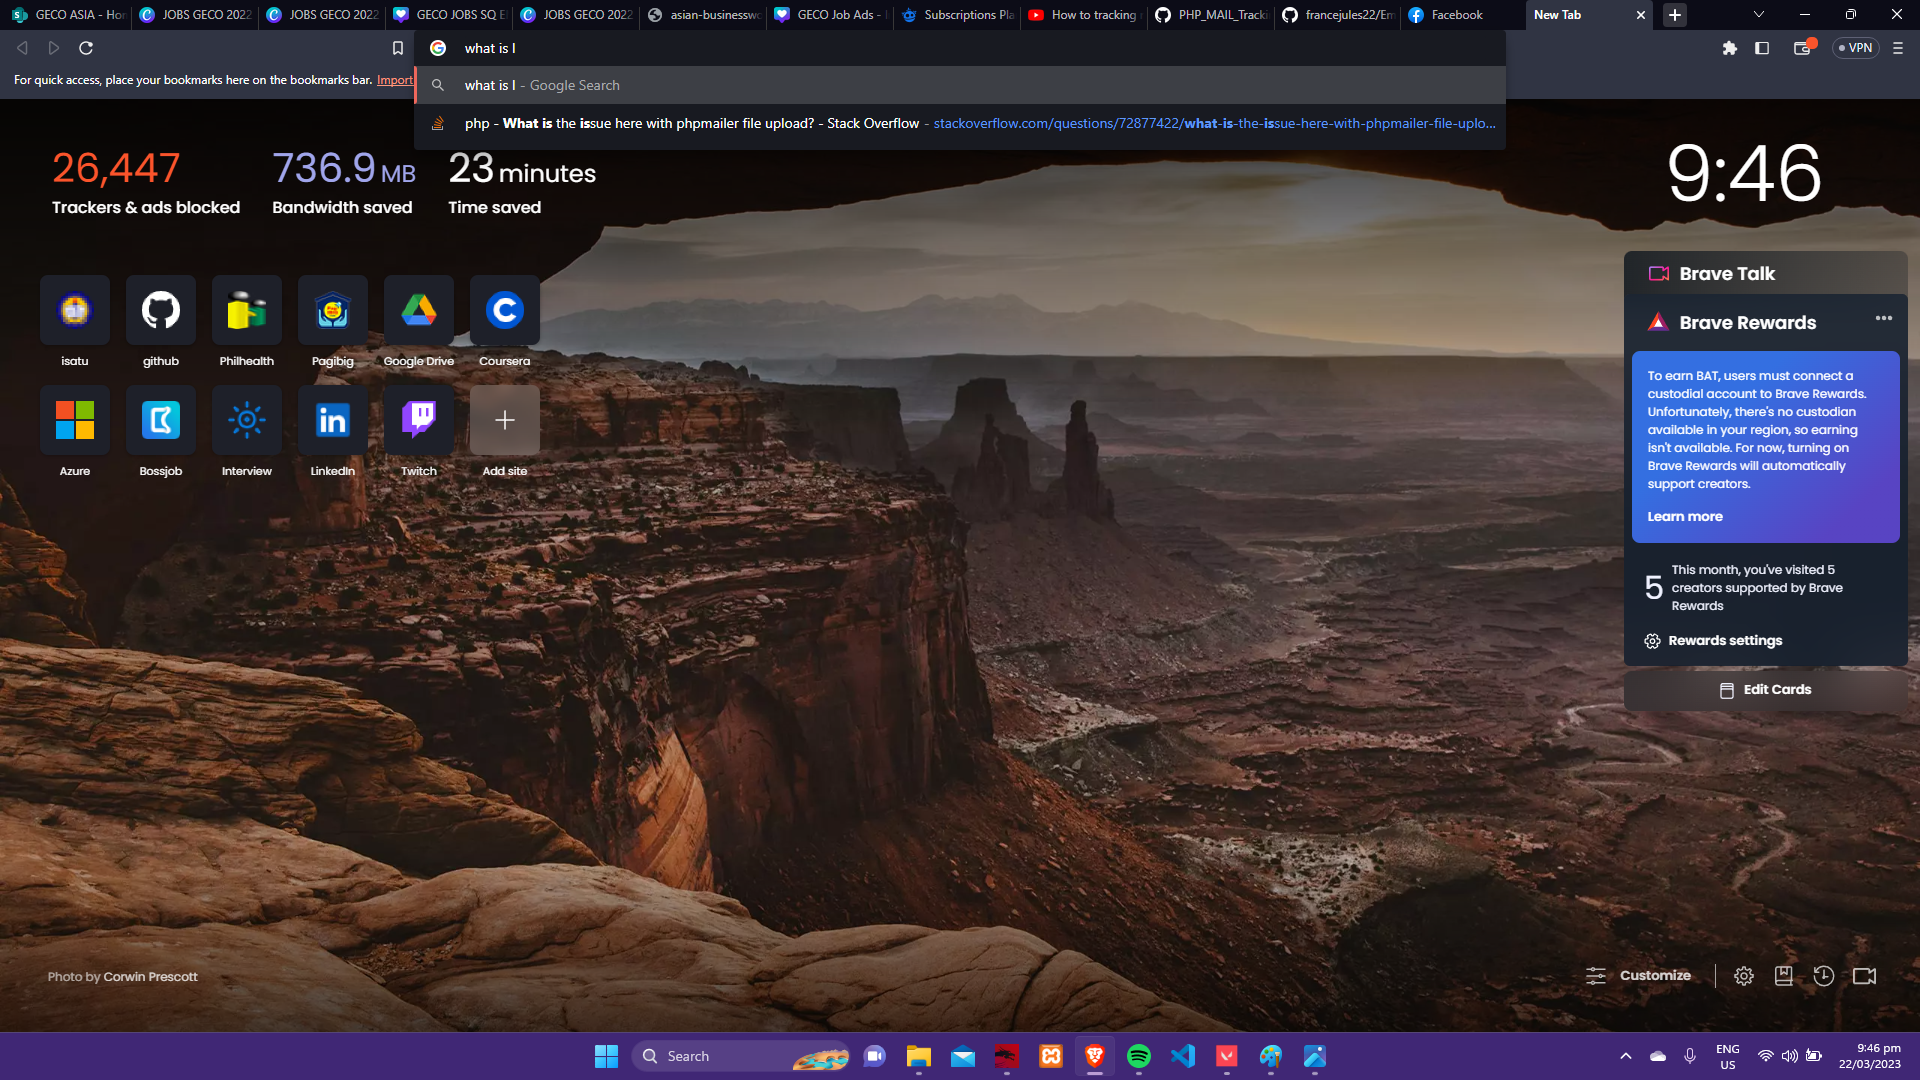 GECO ASIA - Hor
JOBS GECO 2022
JOBS GECO 2022
GECO JOBS SQ
JOBS GECO 2022
asian-businesswo
GECO Job Ads -
Subscriptions Pla
How to tracking
PHP_MAIL_Tracki
francejules22/Em
Facebook
New Tab
what is l
VPN
For quick access, place your bookmarks here on the bookmarks bar. Import
what is l - Google Search
php - What is the issue here with phpmailer file upload? - Stack Overflow - stackoverflow.com/questions/72877422/what-is-the-issue-here-with-phpmailer-file-uplo...
26,447
Trackers & ads blocked
736.9 MB
Bandwidth saved
23 minutes
Time saved
9:46
isatu
github
Philhealth
Pagibig
Google Drive
Coursera
Azure
Bossjob
Interview
LinkedIn
Twitch
Add site
Brave Talk
Brave Rewards
To earn BAT, users must connect a
custodial account to Brave Rewards.
Unfortunately, there's no custodian
available in your region, so earning
isn't available. For now, turning on
Brave Rewards will automatically
support creators.
Learn more
5
This month, you've visited 5
creators supported by Brave
Rewards
Rewards settings
Edit Cards
Photo by Corwin Prescott
Customize
Search
ENG
US
9:46 pm
22/03/2023